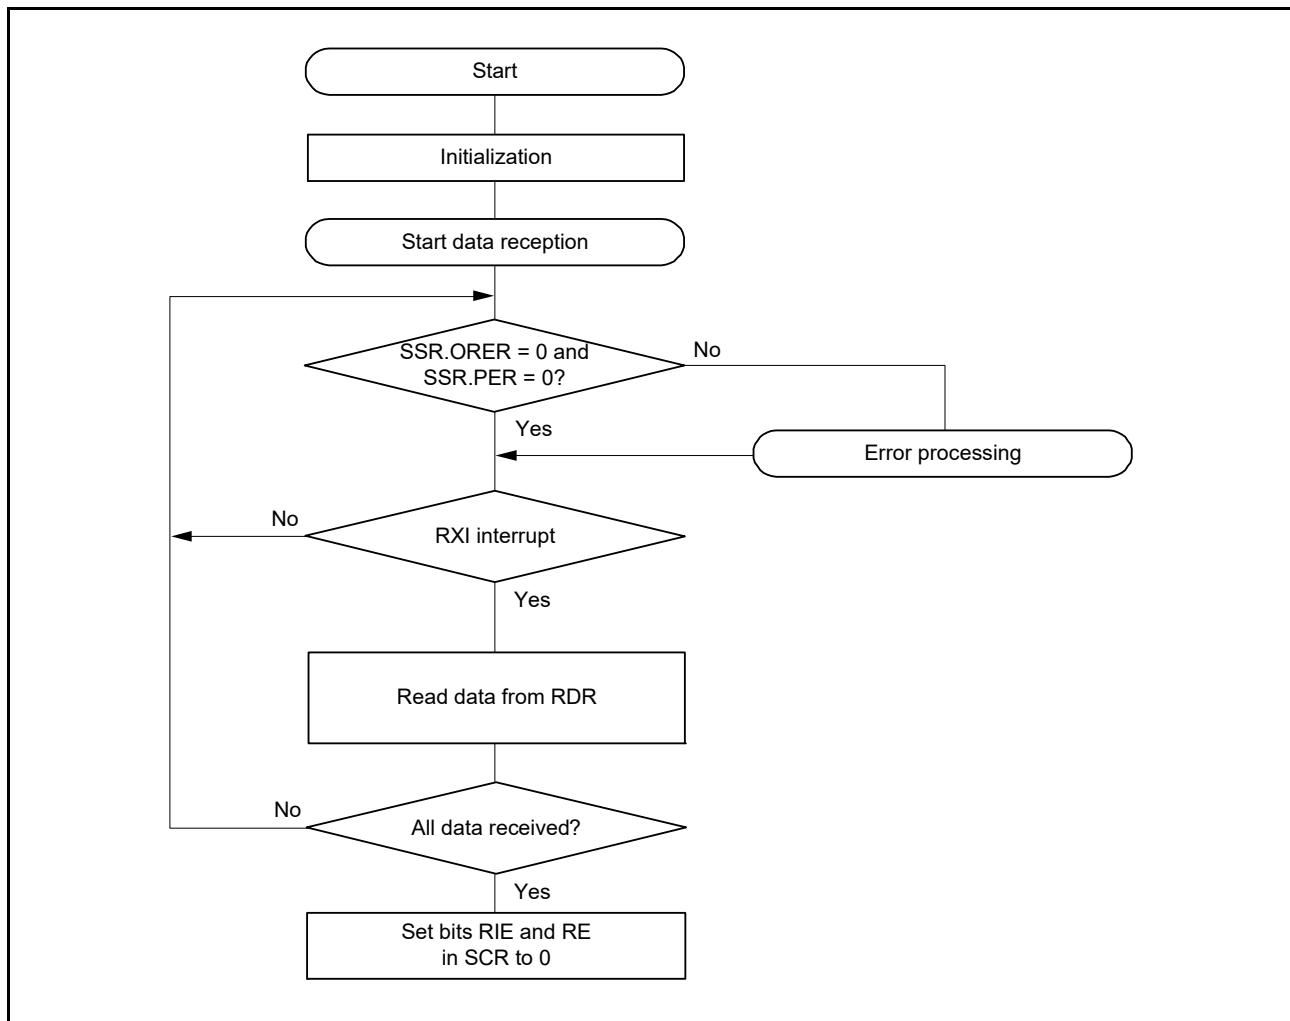 Start
Initialization
Start data reception
SSR.ORER = 0 and
SSR.PER = 0?
No
Yes
Error processing
No
RXI interrupt
Yes
Read data from RDR
No
All data received?
Yes
Set bits RIE and RE
in SCR to 0